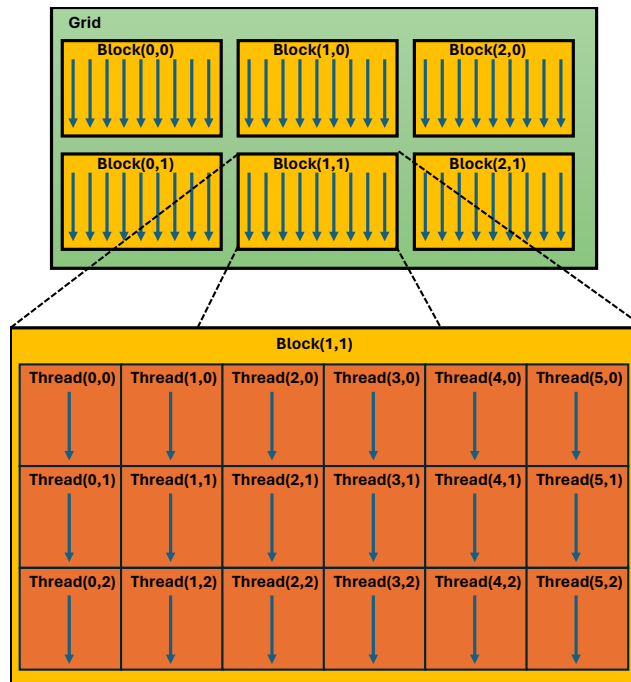 Grid
Block(0,0) Block(1,0) Block(2,0)
Block(0,1) Block(1,1) Block(2,1)
Block(1,1)
Thread(0,0) Thread(1,0) Thread(2,0) Thread(3,0) Thread(4,0) Thread(5,0)
Thread(0,1) Thread(1,1) Thread(2,1) Thread(3,1) Thread(4,1) Thread(5,1)
Thread(0,2) Thread(1,2) Thread(2,2) Thread(3,2) Thread(4,2) Thread(5,2)